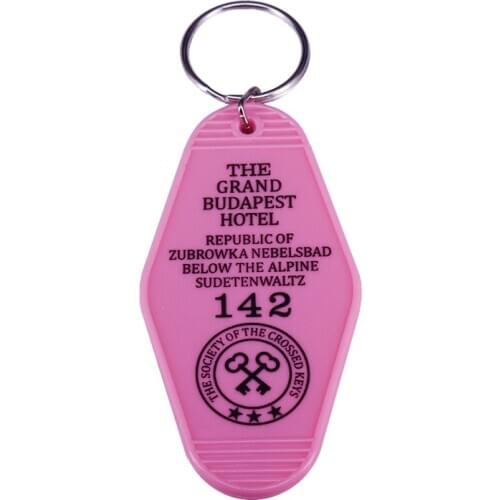 THE
GRAND
BUDAPEST
HOTEL
REPUBLIC OF
ZUBROWKA NEBELSBAD
BELOW THE ALPINE
SUDETENWALTZ
142
THE SOCIETY OF THE CROSSED KEYS